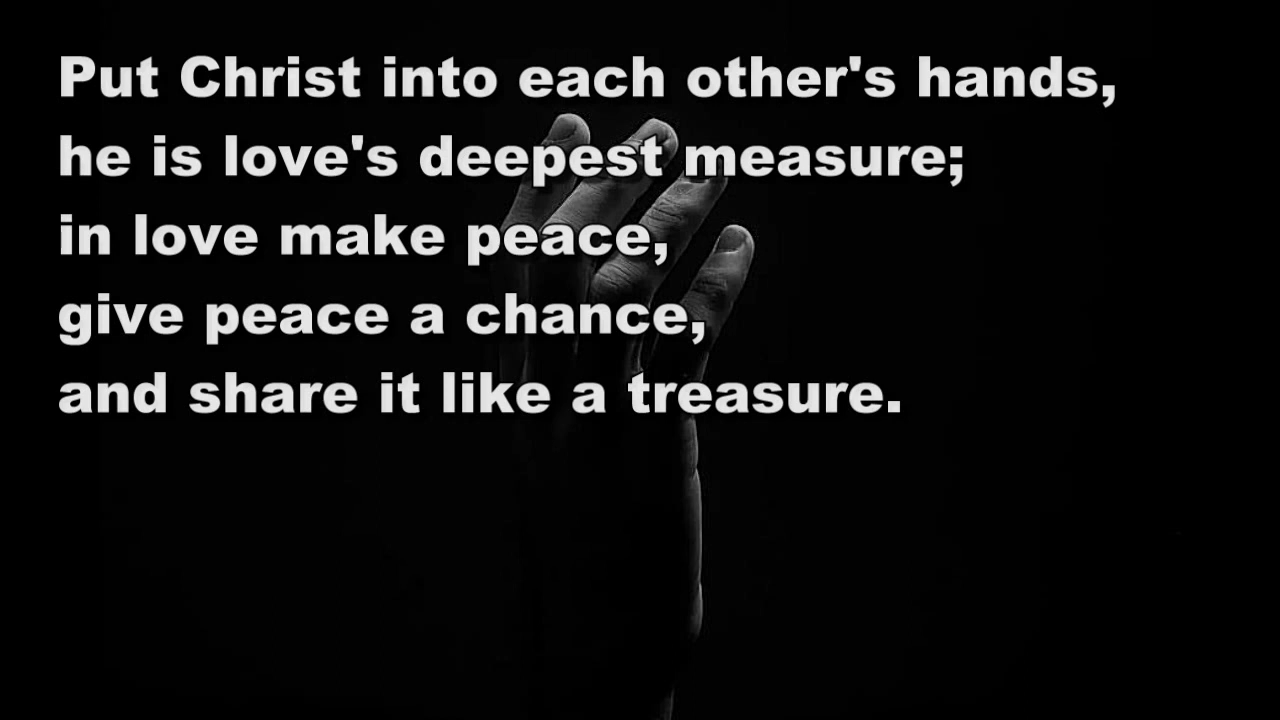 Put Christ into each other's hands,
he is love's deepest measure;
in love make peace,
give peace a chance,
and share it like a treasure.